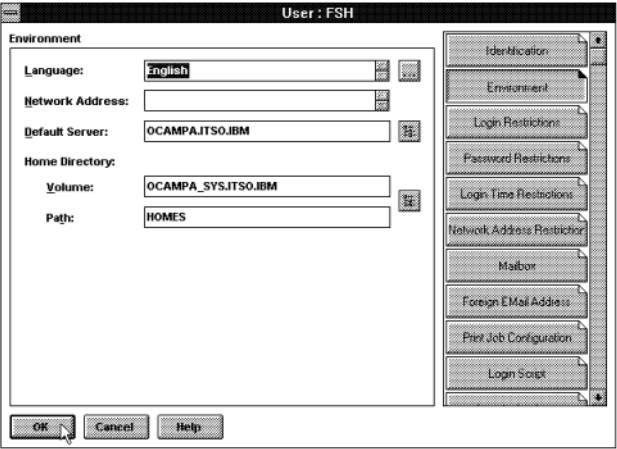 User : FSH
Environment
Language: English ...
Network Address:
Default Server: OCAMPA.ITSO.IBM
Home Directory:
Volume: OCAMPA_SYS.ITSO.IBM
Path: HOMES
Identification
Environment
Login Restrictions
Password Restrictions
Login Time Restrictions
Network Address Restriction
Mailbox
Foreign EMail Address
Print Job Configuration
Login Script
OK Cancel Help